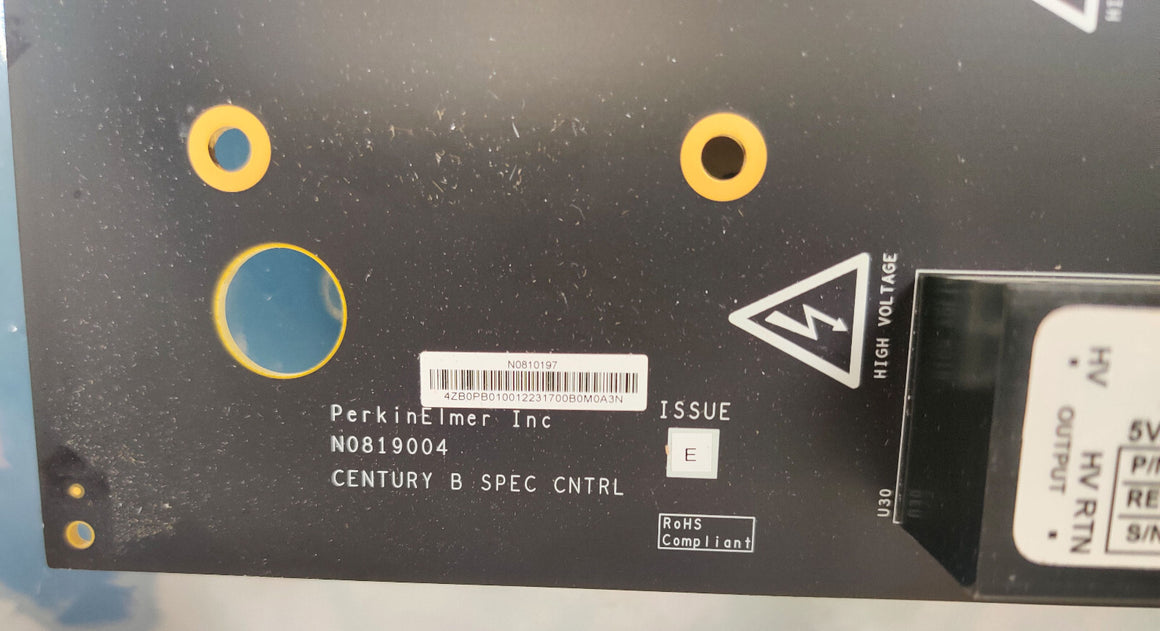 N0810197
4ZB0PB010012231700B0M0A3N
PerkinElmer Inc
N0819004
CENTURY B SPEC CNTRL
ISSUE
E
RoHS
Compliant
HIGH VOLTAGE
U30
HV
OUTPUT
HV RTN
5V
P/N
RE
S/N